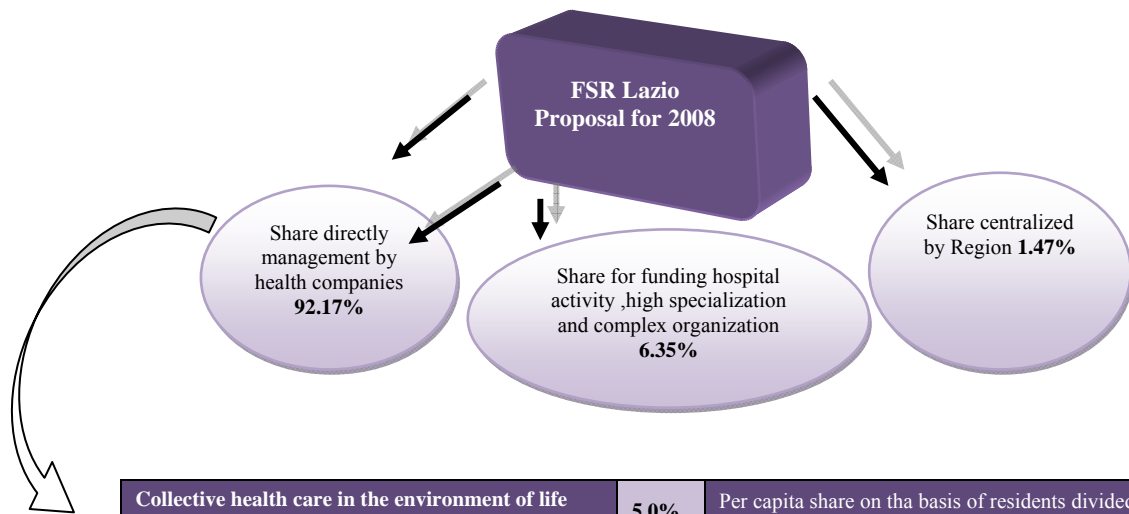 FSR Lazio
Proposal for 2008
Share directly
management by
health companies
92.17%
Share for funding hospital
activity ,high specialization
and complex organization
6.35%
Share centralized
by Region 1.47%
Collective health care in the environment of life
5.0%
Per capita share on tha basis of residents divided